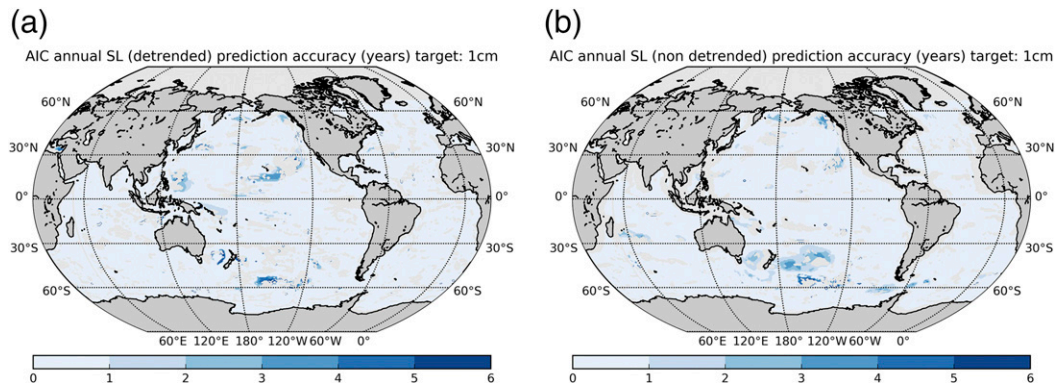 (a)
AIC annual SL (detrended) prediction accuracy (years) target: 1cm
60°N 60°N
30°N 30°N
0° 0°
30°S 30°S
60°S 60°S
60°E 120°E 180° 120°W 60°W 0°
0 1 2 3 4 5 6
(b)
AIC annual SL (non detrended) prediction accuracy (years) target: 1cm
60°N 60°N
30°N 30°N
0° 0°
30°S 30°S
60°S 60°S
60°E 120°E 180° 120°W 60°W 0°
0 1 2 3 4 5 6